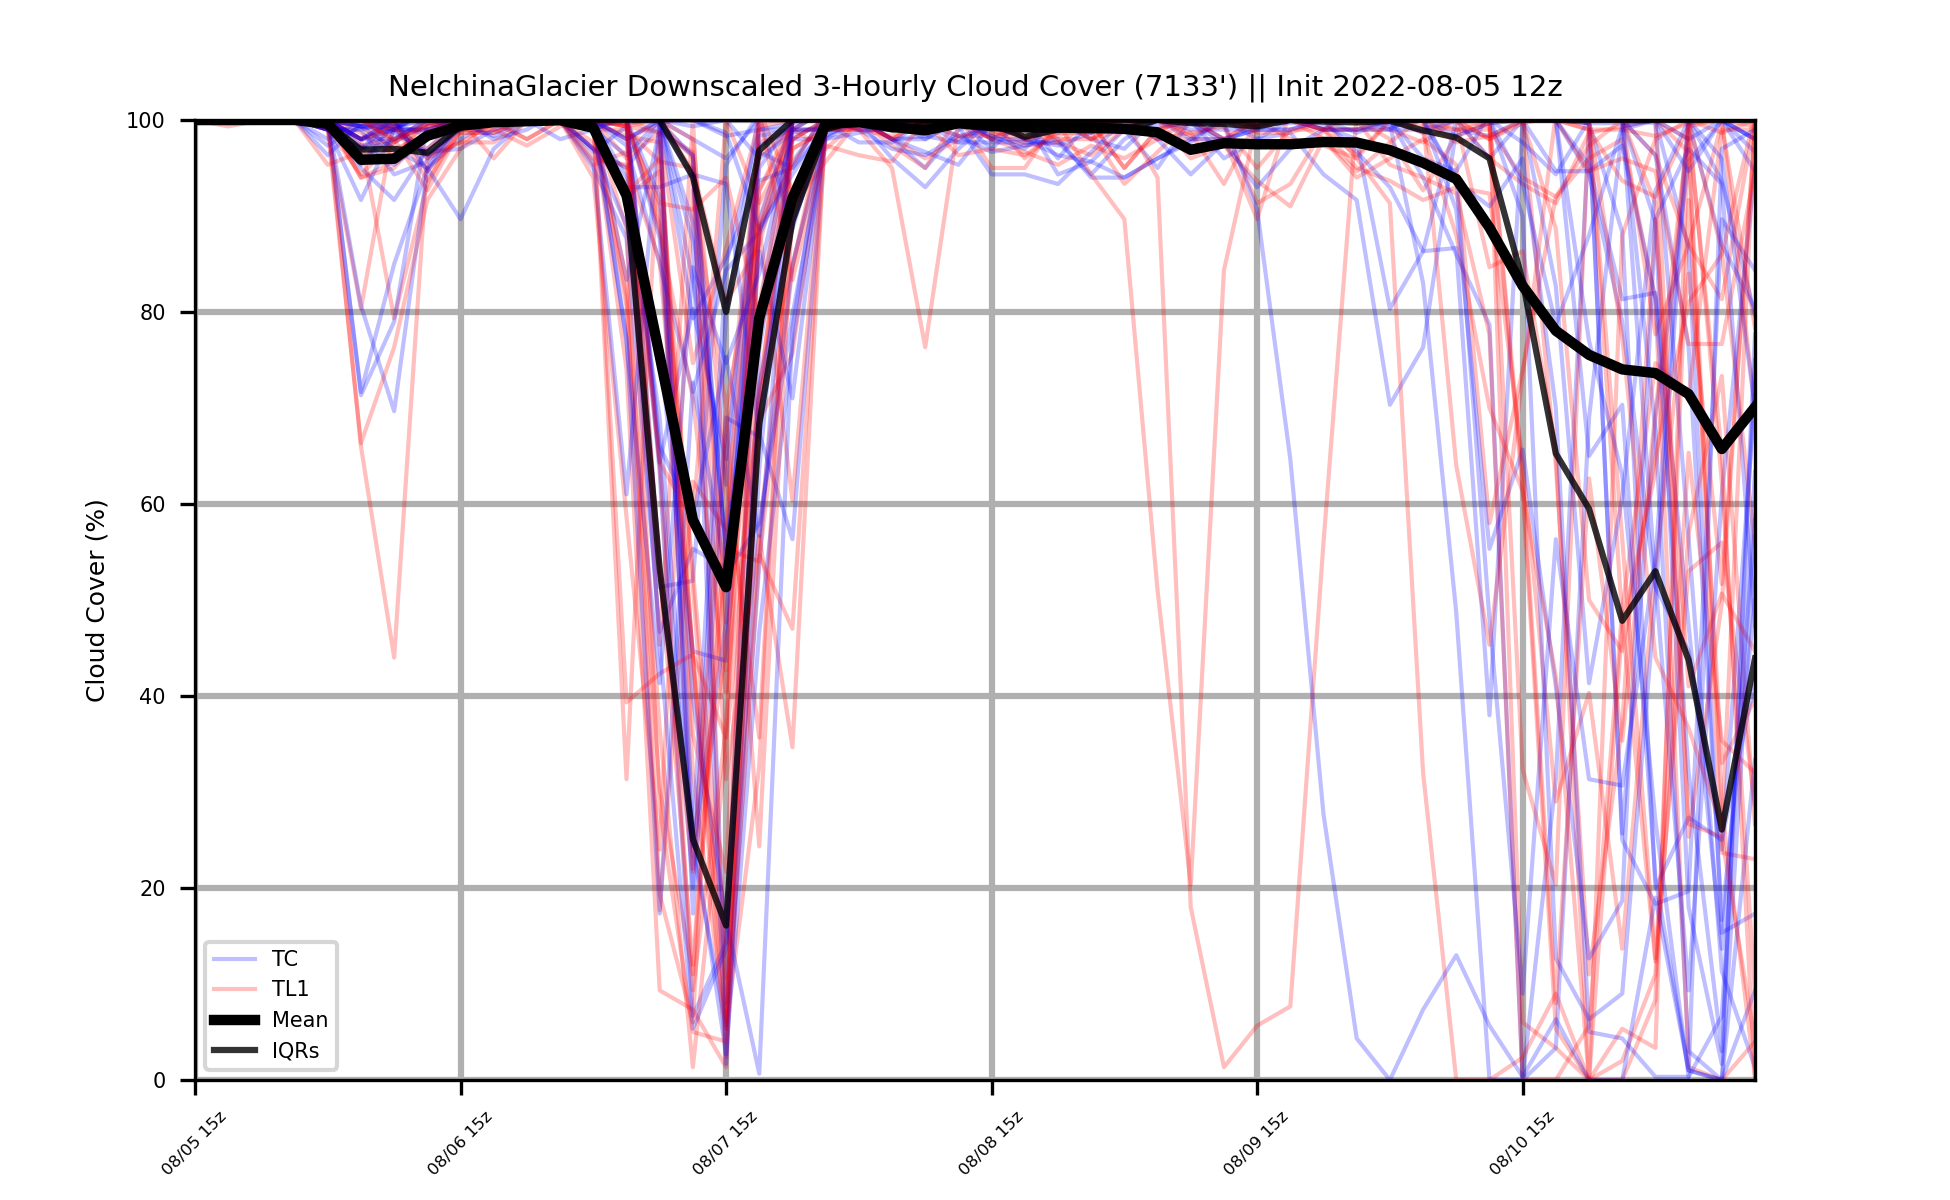 NelchinaGlacier Downscaled 3-Hourly Cloud Cover (7133') || Init 2022-08-05 12z
Cloud Cover (%)
100
80
60
40
20
0
TC
TL1
Mean
IQRs
08/05 15z
08/06 15z
08/07 15z
08/08 15z
08/09 15z
08/10 15z